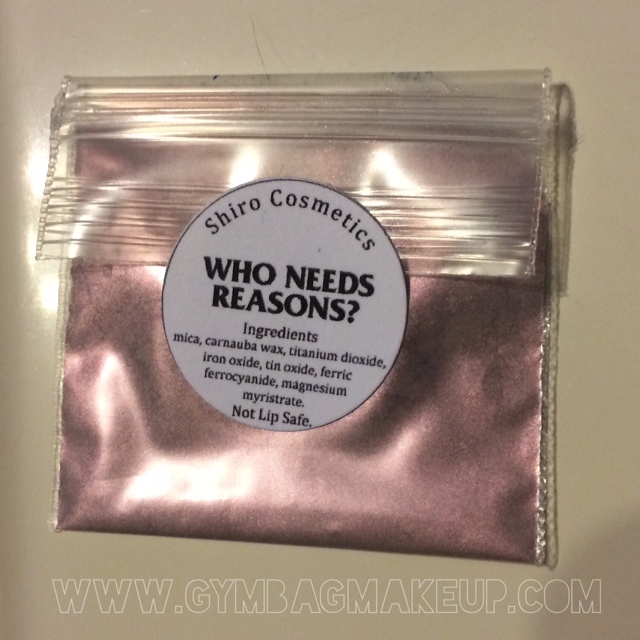 Shiro Cosmetics
WHO NEEDS
REASONS?
Ingredients
mica, carnauba wax, titanium dioxide,
iron oxide, tin oxide, ferric
ferrocyanide, magnesium
myristrate.
Not Lip Safe.
WWW.GYMBAGMAKEUP.COM